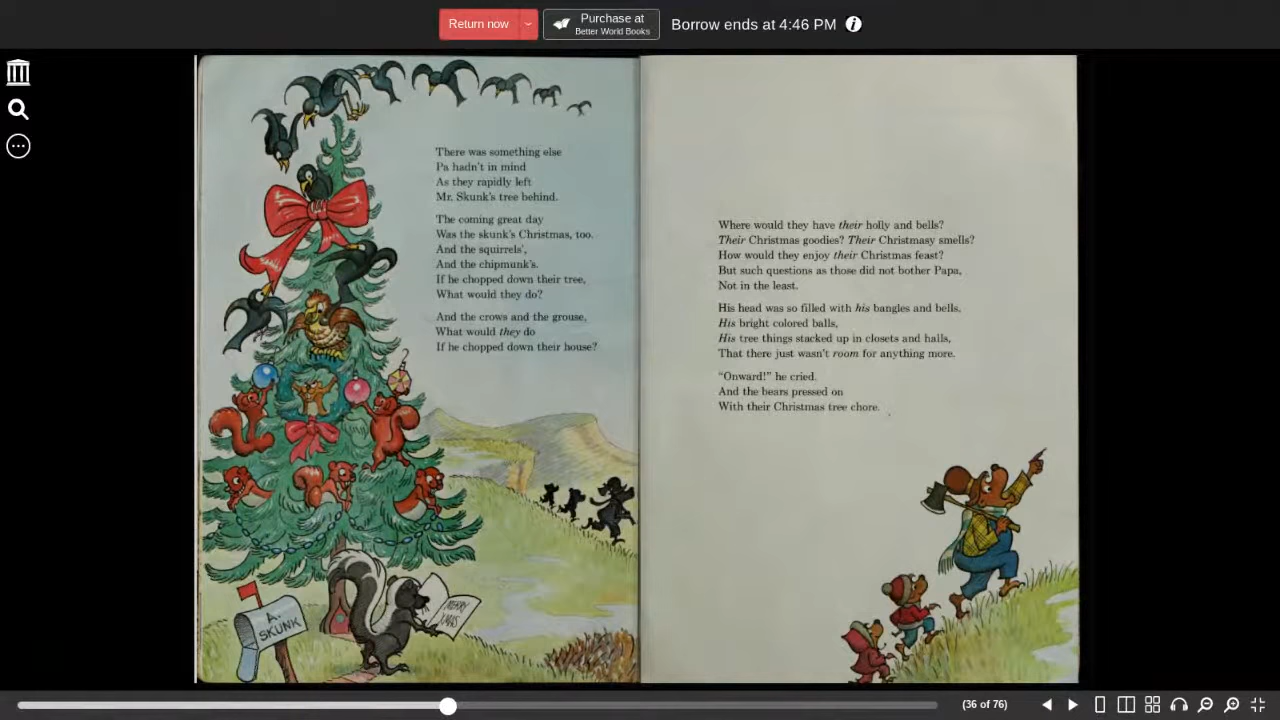 Return now
Purchase at
Better World Books
Borrow ends at 4:46 PM
There was something else
Pa hadn't in mind
As they rapidly left
Mr. Skunk's tree behind.
The coming great day
Was the skunk's Christmas, too.
And the squirrels',
And the chipmunk's.
If he chopped down their tree,
What would they do?
And the crows and the grouse,
What would they do
If he chopped down their house?
A.
SKUNK
MERRY
XMAS
Where would they have their holly and bells?
Their Christmas goodies? Their Christmasy smells?
How would they enjoy their Christmas feast?
But such questions as those did not bother Papa,
Not in the least.
His head was so filled with his bangles and bells,
His bright colored balls,
His tree things stacked up in closets and halls,
That there just wasn't room for anything more.
"Onward!" he cried.
And the bears pressed on
With their Christmas tree chore.
(36 of 76)